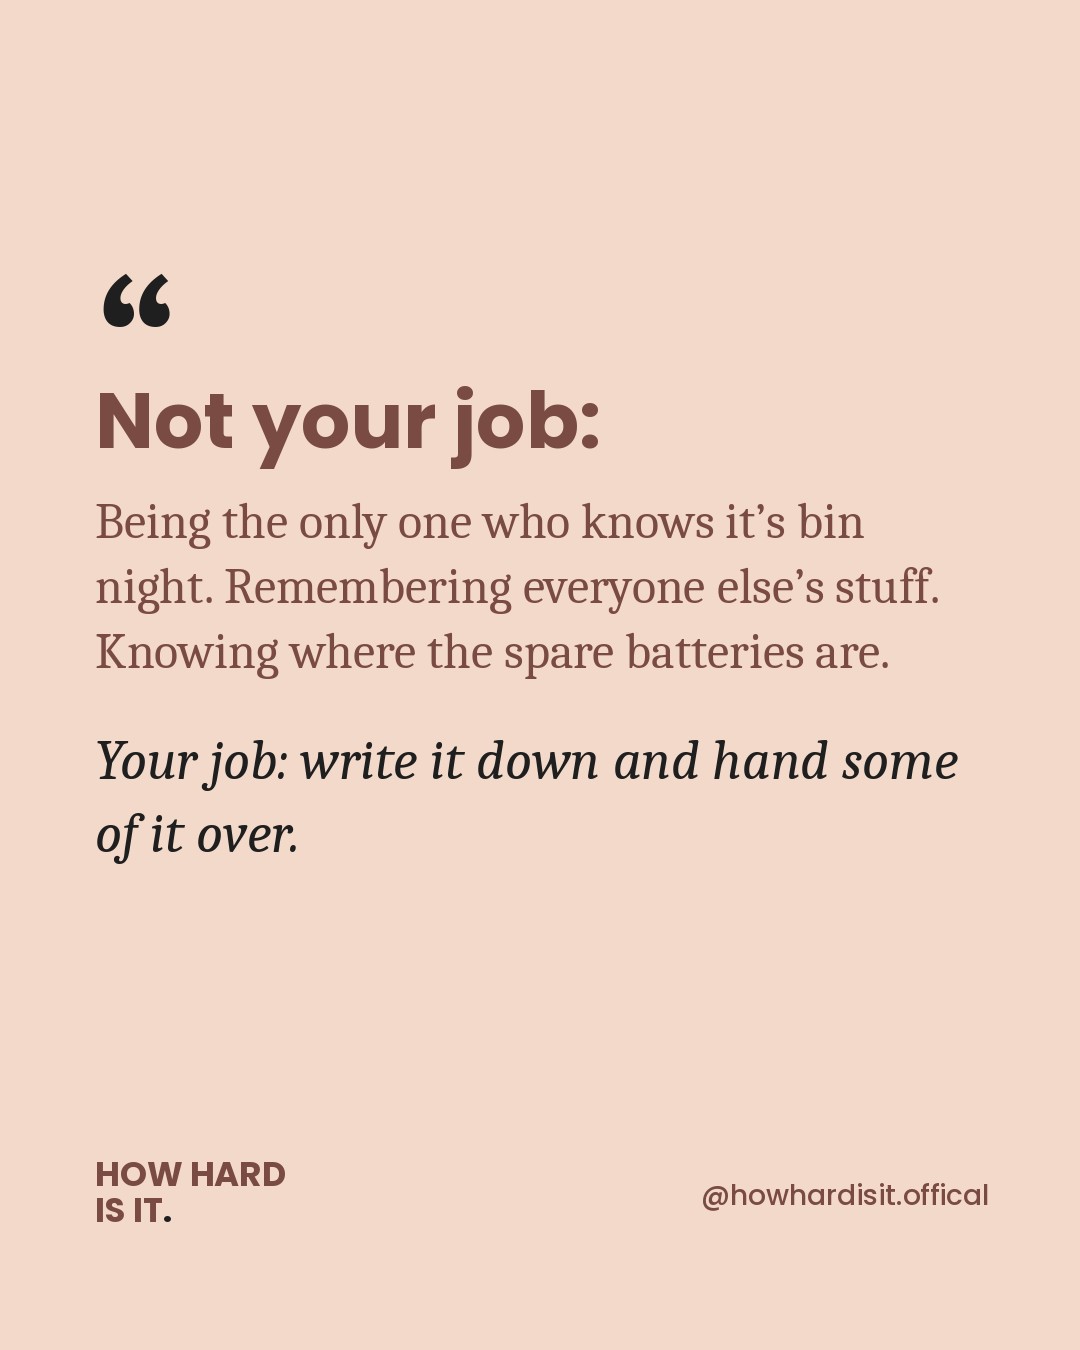 “
Not your job:
Being the only one who knows it’s bin
night. Remembering everyone else’s stuff.
Knowing where the spare batteries are.
Your job: write it down and hand some
of it over.
HOW HARD
IS IT.
@howhardisit.offical